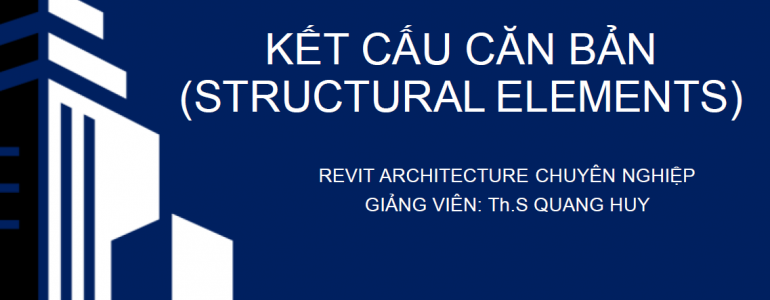 KẾT CẤU CĂN BẢN
(STRUCTURAL ELEMENTS)
REVIT ARCHITECTURE CHUYÊN NGHIỆP
GIẢNG VIÊN: Th.S QUANG HUY